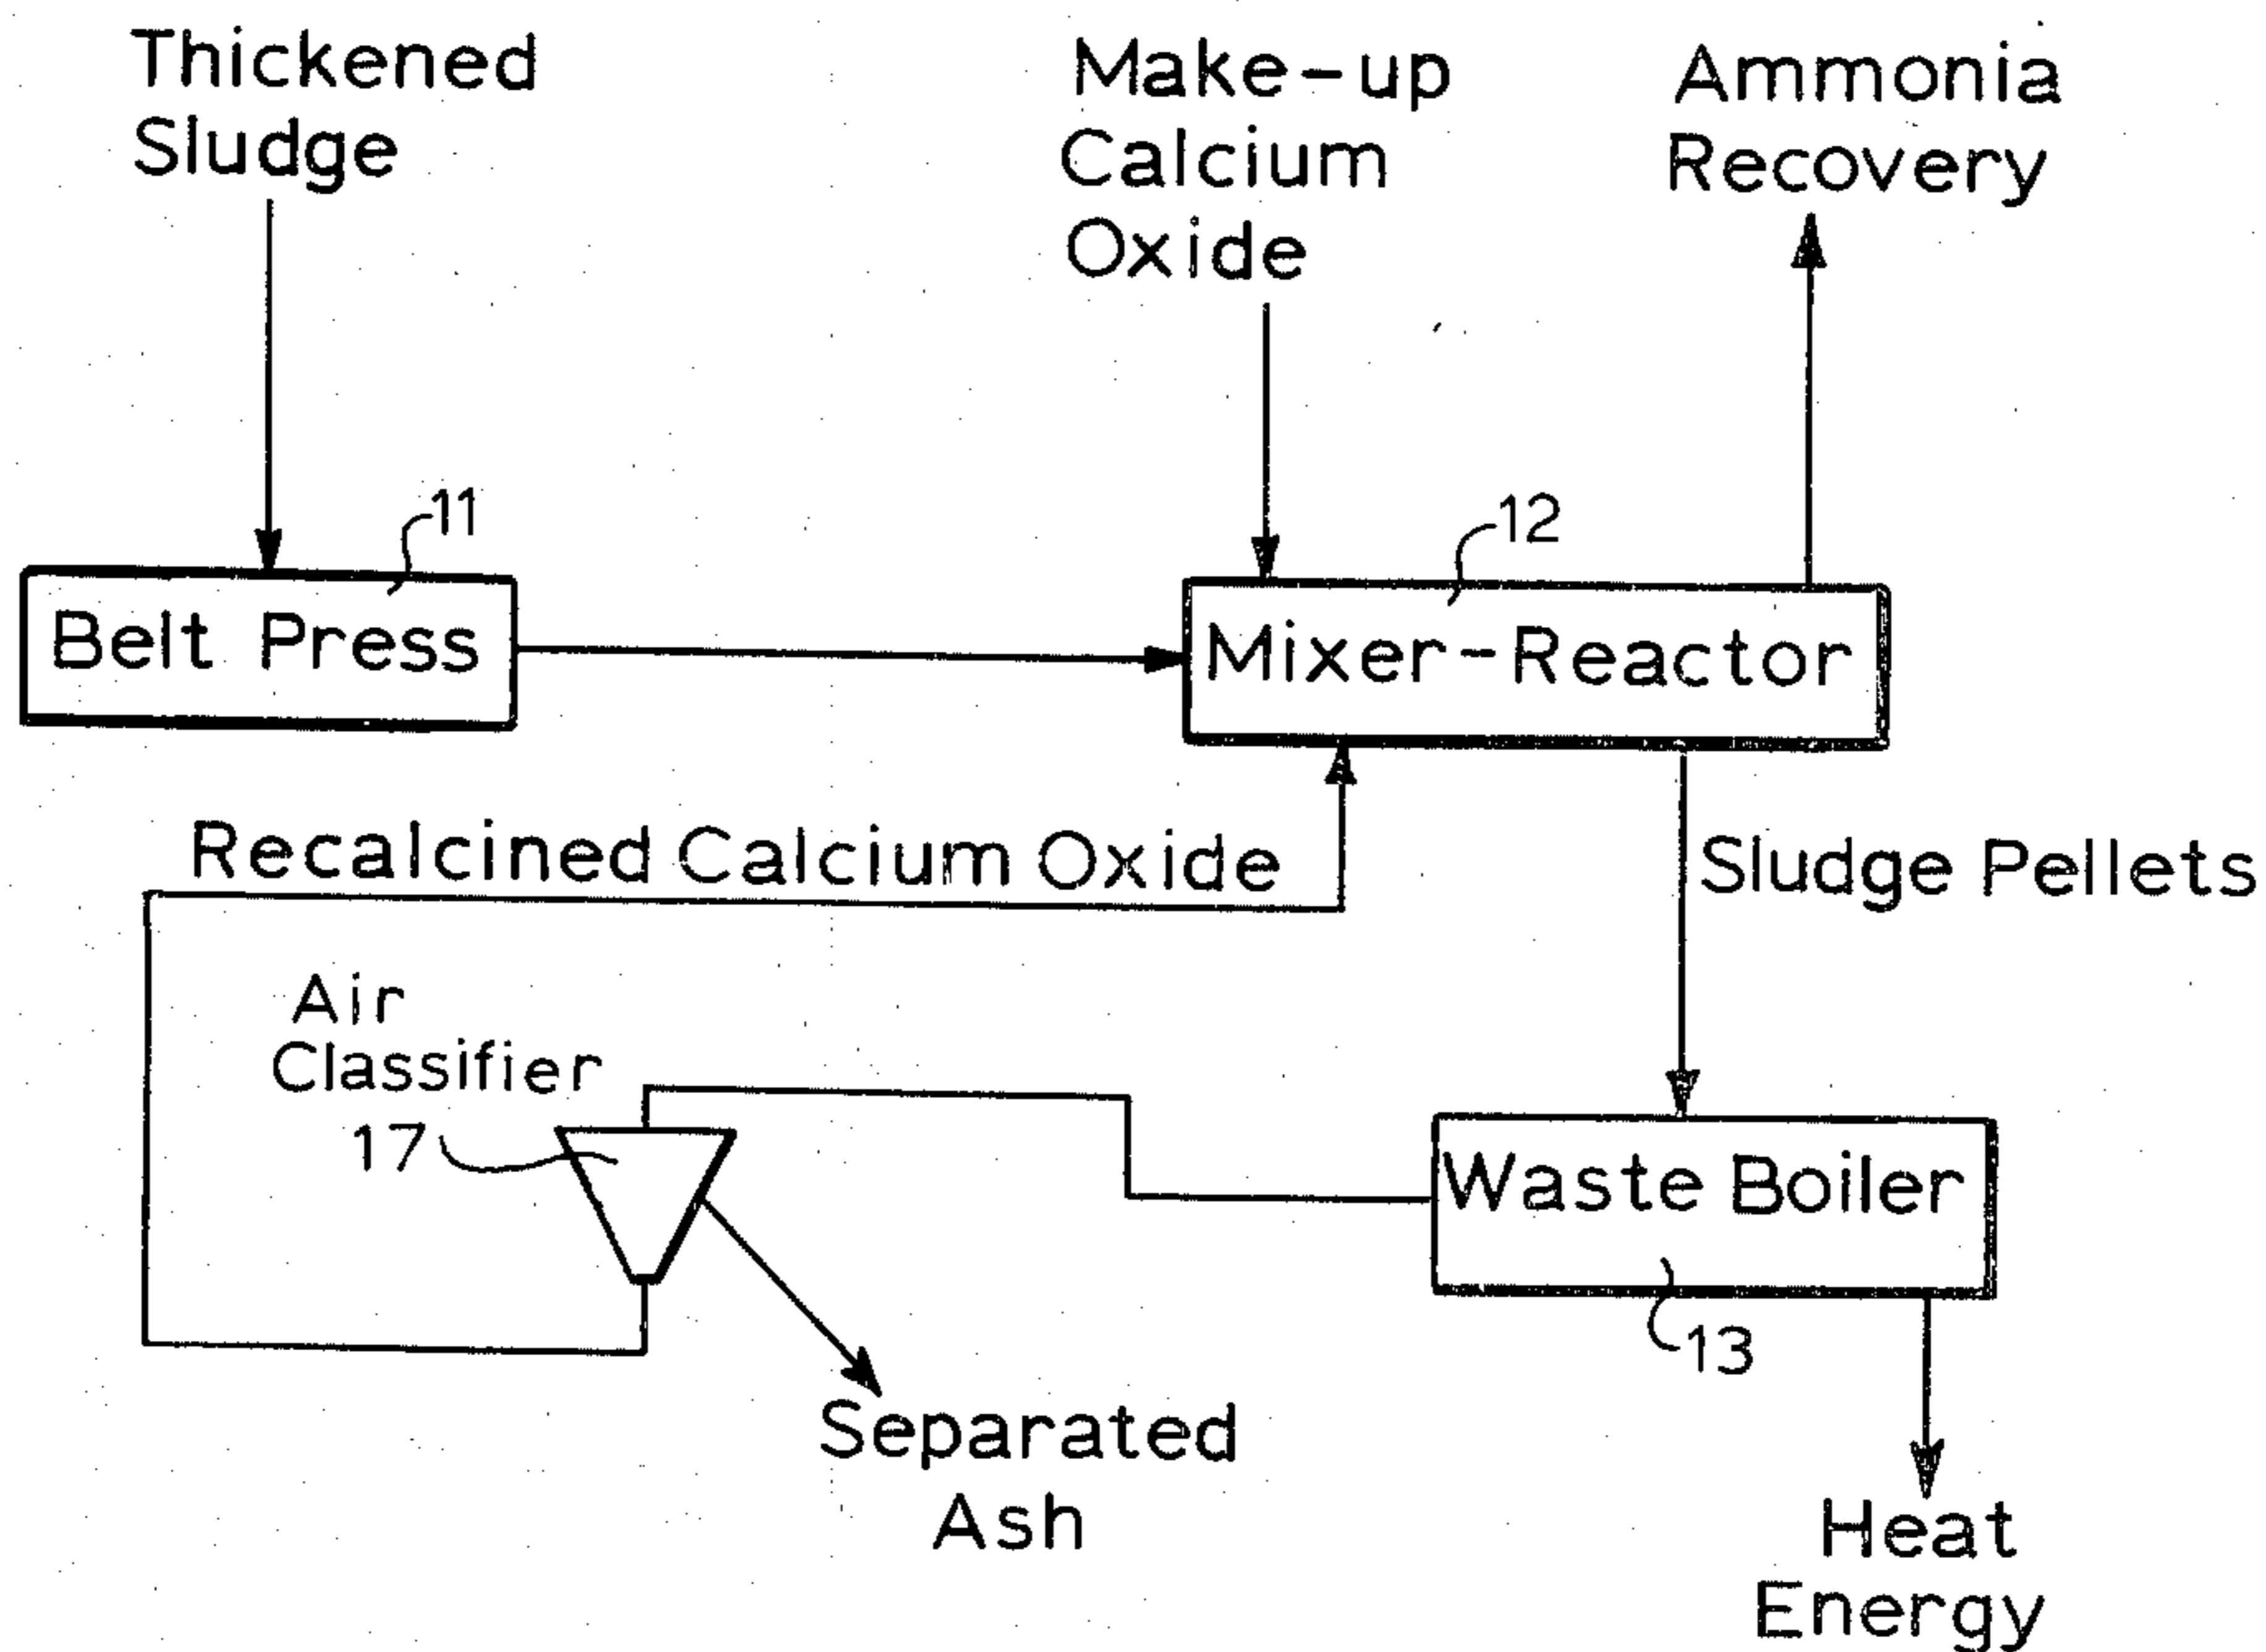 Thickened
Sludge
Make-up
Calcium
Oxide
Ammonia
Recovery
11
12
Belt Press
Mixer-Reactor
Recalcined Calcium Oxide
Sludge Pellets
Air
Classifier
17
Waste Boiler
13
Separated
Ash
Heat
Energy